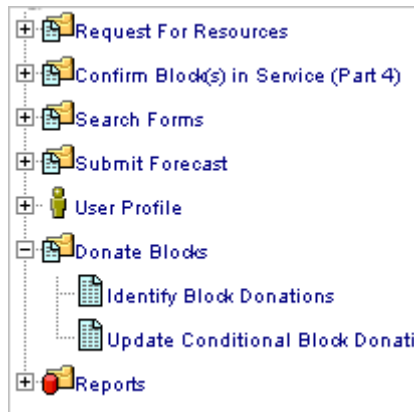 Request For Resources
Confirm Block(s) in Service (Part 4)
Search Forms
Submit Forecast
User Profile
Donate Blocks
Identify Block Donations
Update Conditional Block Donati
Reports